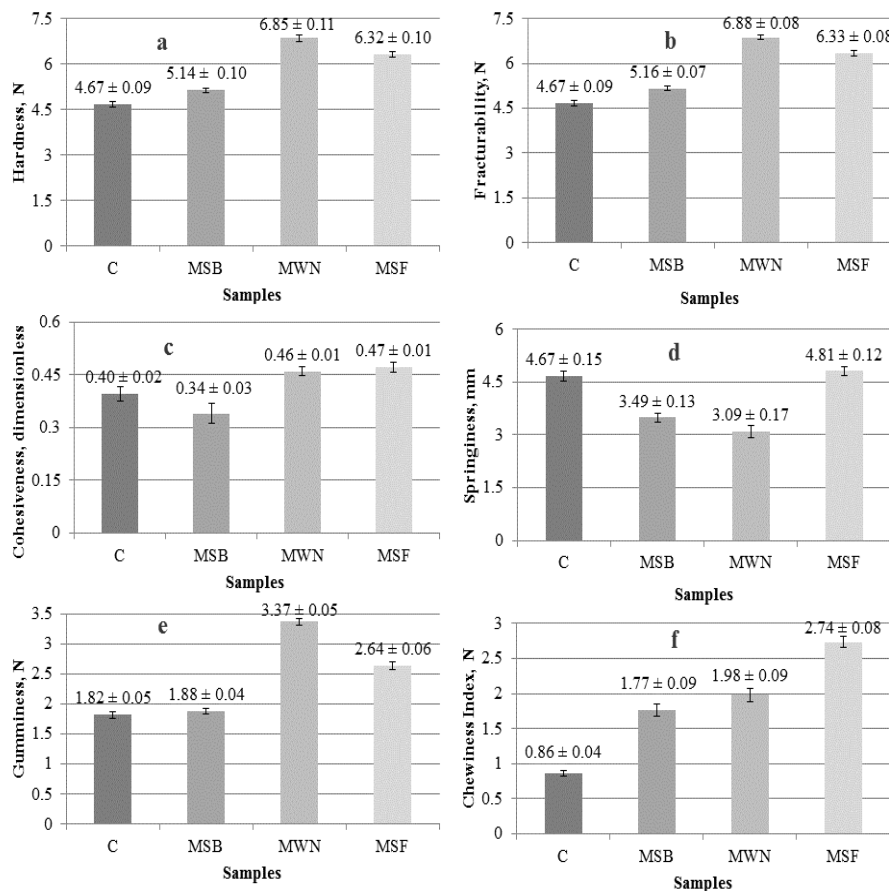 a
Hardness, N
7.5
6
4.5
3
1.5
0
4.67 ± 0.09
5.14 ± 0.10
6.85 ± 0.11
6.32 ± 0.10
C MSB MWN MSF
Samples
b
Fracturability, N
7.5
6
4.5
3
1.5
0
4.67 ± 0.09
5.16 ± 0.07
6.88 ± 0.08
6.33 ± 0.08
C MSB MWN MSF
Samples
c
Cohesiveness, dimensionless
0.6
0.45
0.3
0.15
0
0.40 ± 0.02
0.34 ± 0.03
0.46 ± 0.01
0.47 ± 0.01
C MSB MWN MSF
Samples
d
Springiness, mm
6
4.5
3
1.5
0
4.67 ± 0.15
3.49 ± 0.13
3.09 ± 0.17
4.81 ± 0.12
C MSB MWN MSF
Samples
e
Gumminess, N
3.5
3
2.5
2
1.5
1
0.5
0
1.82 ± 0.05
1.88 ± 0.04
3.37 ± 0.05
2.64 ± 0.06
C MSB MWN MSF
Samples
f
Chewiness Index, N
3
2.5
2
1.5
1
0.5
0
0.86 ± 0.04
1.77 ± 0.09
1.98 ± 0.09
2.74 ± 0.08
C MSB MWN MSF
Samples